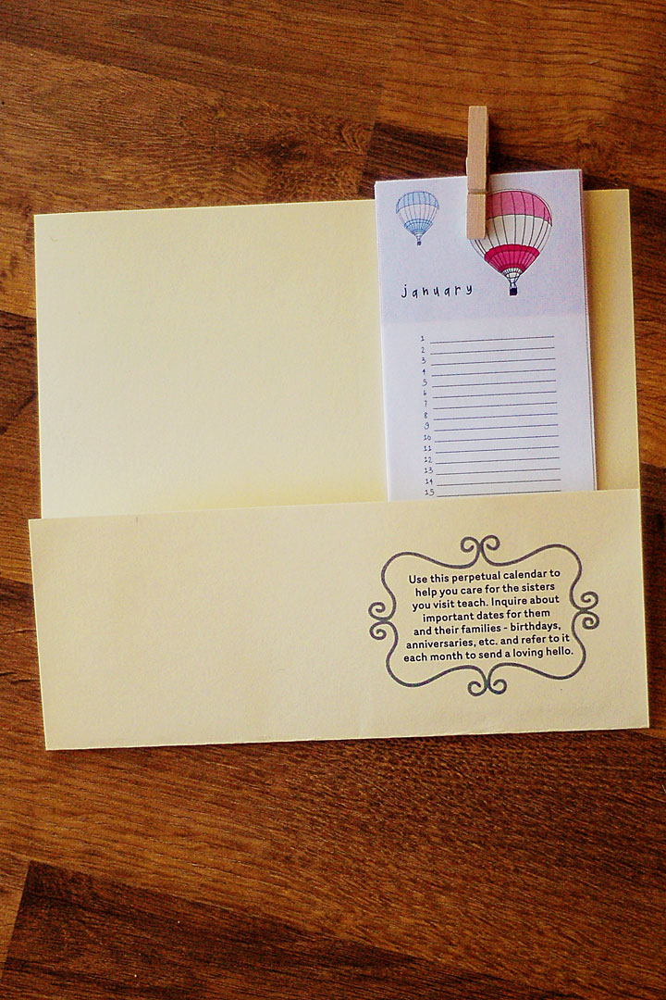 january
1
2
3
4
5
6
7
8
9
10
11
12
13
14
15
Use this perpetual calendar to
help you care for the sisters
you visit teach. Inquire about
important dates for them
and their families - birthdays,
anniversaries, etc. and refer to it
each month to send a loving hello.